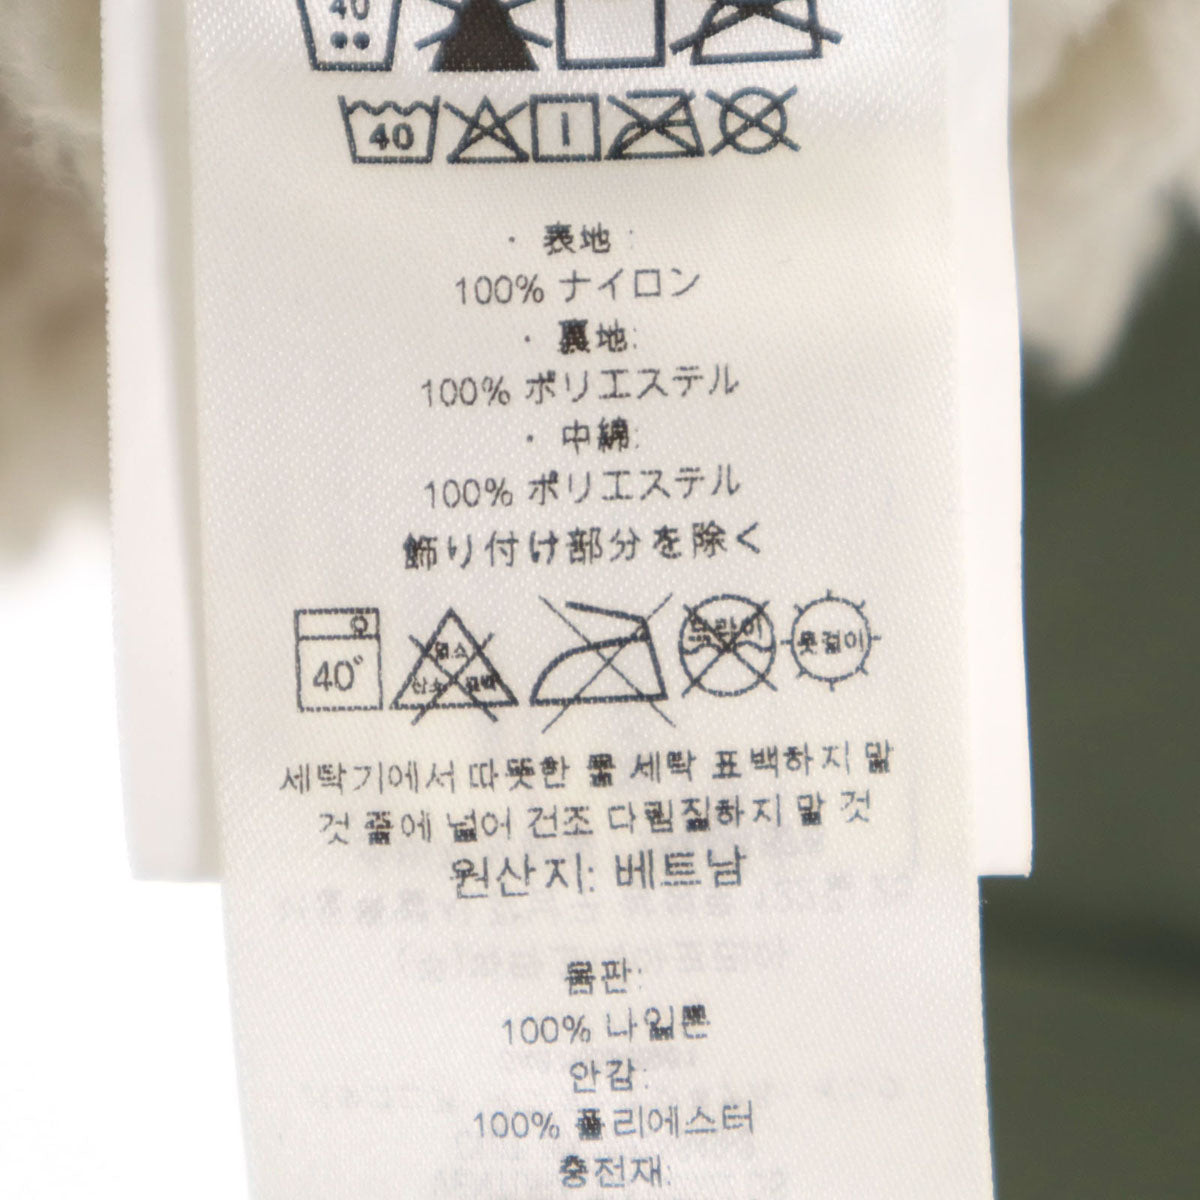 40
40
· 表地:
100% ナイロン
· 裏地:
100% ポリエステル
· 中綿:
100% ポリエステル
飾り付け部分を除く
40°
옷걸이
세탁기에서 따뜻한 물 세탁 표백하지 말
것 줄에 널어 건조 다림질하지 말 것
원산지: 베트남
몸판:
100% 나일론
안감:
100% 폴리에스터
충전재: